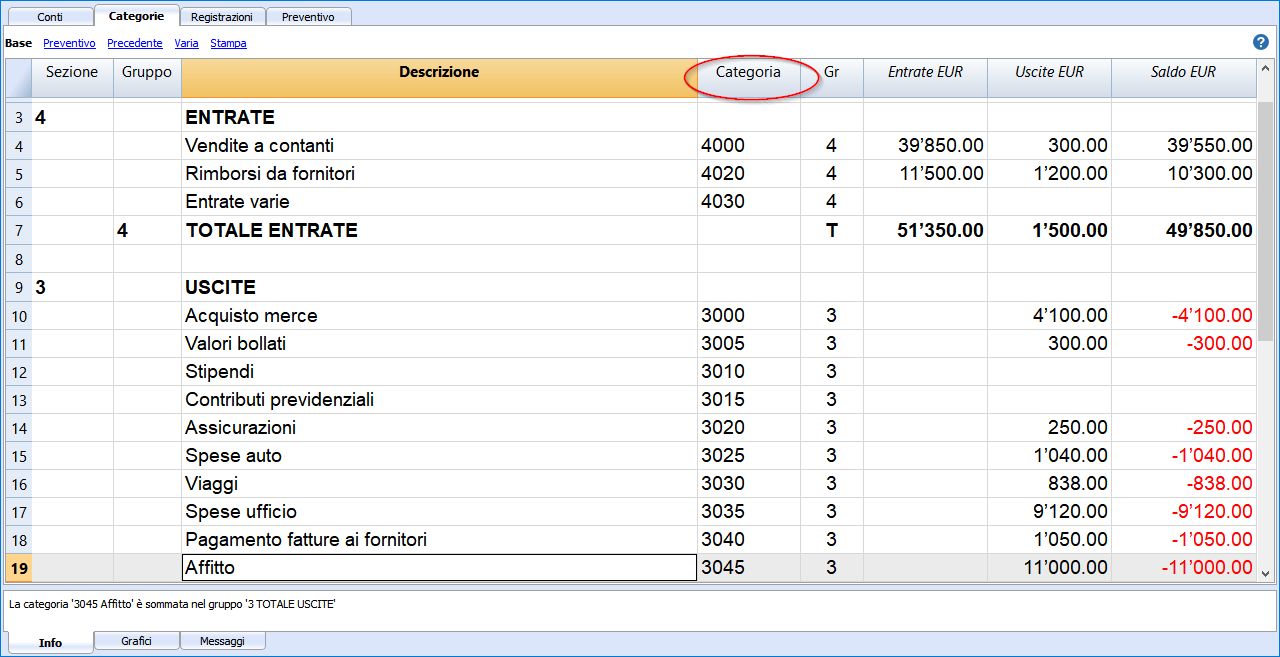 Conti Categorie Registrazioni Preventivo
Base Preventivo Precedente Varia Stampa ?
Sezione Gruppo Descrizione Categoria Gr Entrate EUR Uscite EUR Saldo EUR
3 4 ENTRATE
4 Vendite a contanti 4000 4 39’850.00 300.00 39’550.00
5 Rimborsi da fornitori 4020 4 11’500.00 1’200.00 10’300.00
6 Entrate varie 4030 4
7 4 TOTALE ENTRATE T 51’350.00 1’500.00 49’850.00
8
9 3 USCITE
10 Acquisto merce 3000 3 4’100.00 -4’100.00
11 Valori bollati 3005 3 300.00 -300.00
12 Stipendi 3010 3
13 Contributi previdenziali 3015 3
14 Assicurazioni 3020 3 250.00 -250.00
15 Spese auto 3025 3 1’040.00 -1’040.00
16 Viaggi 3030 3 838.00 -838.00
17 Spese ufficio 3035 3 9’120.00 -9’120.00
18 Pagamento fatture ai fornitori 3040 3 1’050.00 -1’050.00
19 Affitto 3045 3 11’000.00 -11’000.00
La categoria '3045 Affitto' è sommata nel gruppo '3 TOTALE USCITE'
Info Grafici Messaggi